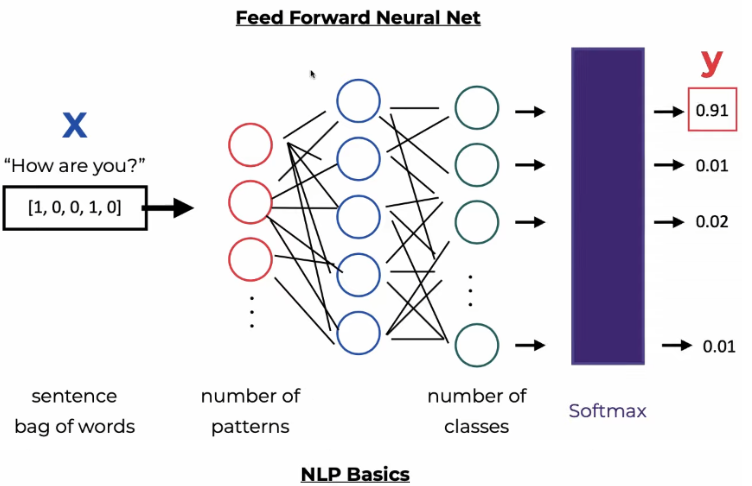 Feed Forward Neural Net
X
"How are you?"
[1, 0, 0, 1, 0]
y
0.91
0.01
0.02
0.01
sentence
bag of words
number of
patterns
number of
classes
Softmax
NLP Basics